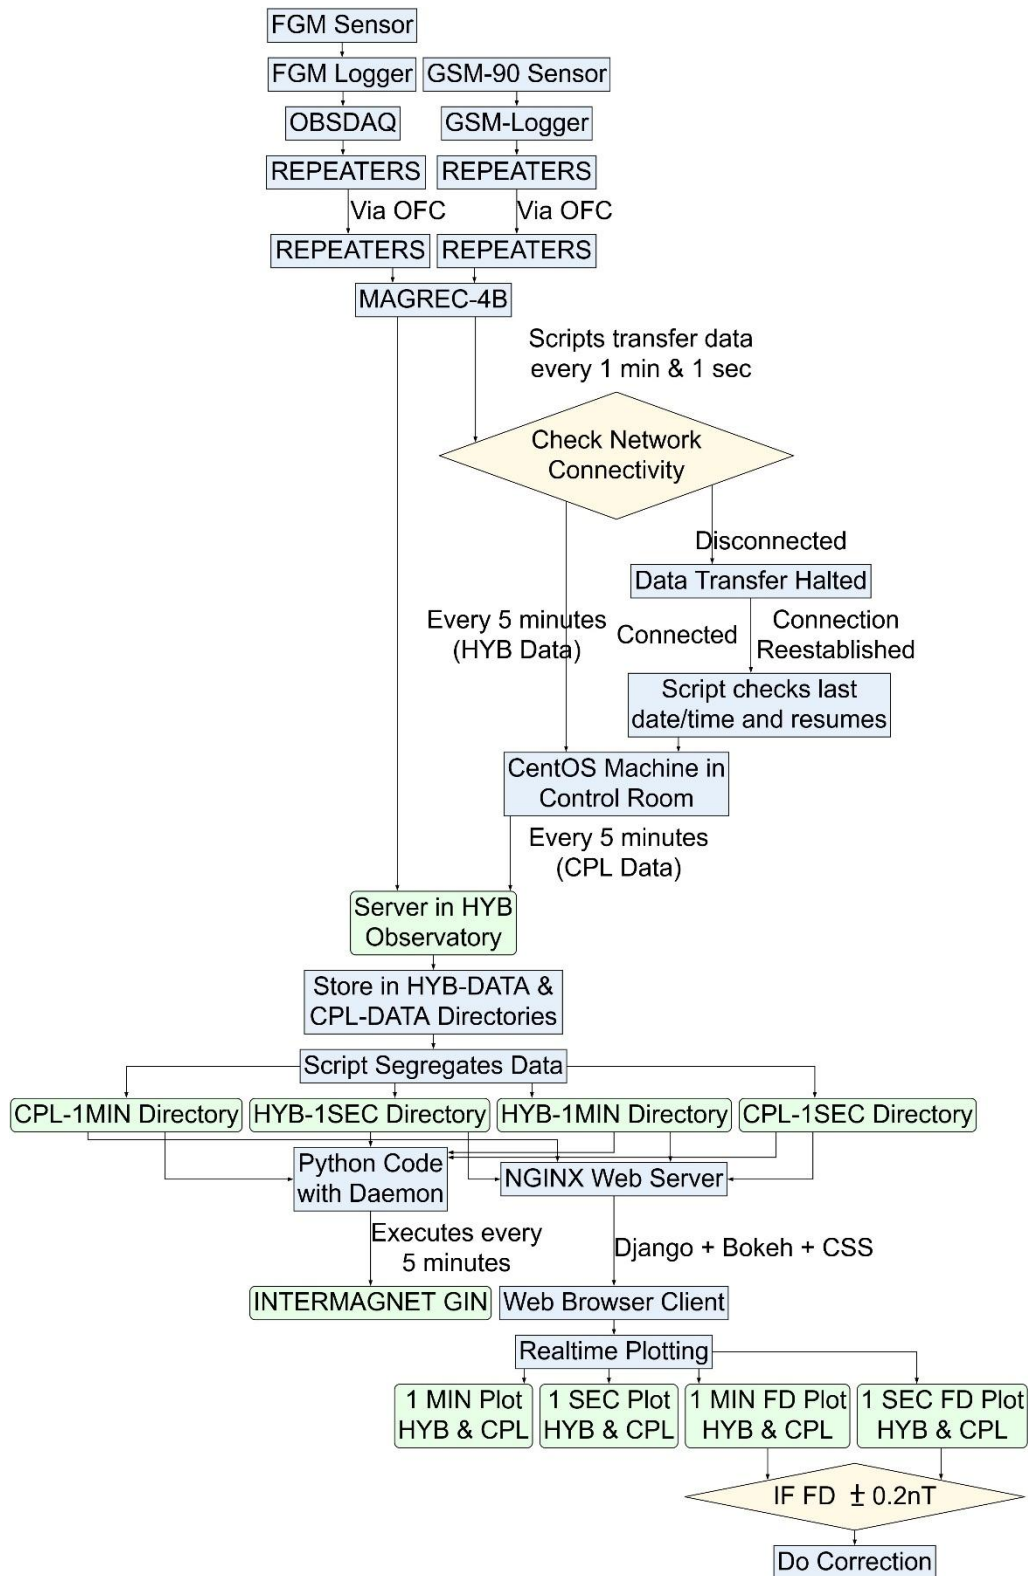 FGM Sensor
FGM Logger
GSM-90 Sensor
OBSDAQ
GSM-Logger
REPEATERS
REPEATERS
Via OFC
Via OFC
REPEATERS
REPEATERS
MAGREC-4B
Scripts transfer data
every 1 min & 1 sec
Check Network
Connectivity
Disconnected
Data Transfer Halted
Every 5 minutes
(HYB Data)
Connected
Connection
Reestablished
Script checks last
date/time and resumes
CentOS Machine in
Control Room
Every 5 minutes
(CPL Data)
Server in HYB
Observatory
Store in HYB-DATA &
CPL-DATA Directories
Script Segregates Data
CPL-1MIN Directory
HYB-1SEC Directory
HYB-1MIN Directory
CPL-1SEC Directory
Python Code
with Daemon
NGINX Web Server
Executes every
5 minutes
Django + Bokeh + CSS
INTERMAGNET GIN
Web Browser Client
Realtime Plotting
1 MIN Plot
HYB & CPL
1 SEC Plot
HYB & CPL
1 MIN FD Plot
HYB & CPL
1 SEC FD Plot
HYB & CPL
IF FD ± 0.2nT
Do Correction